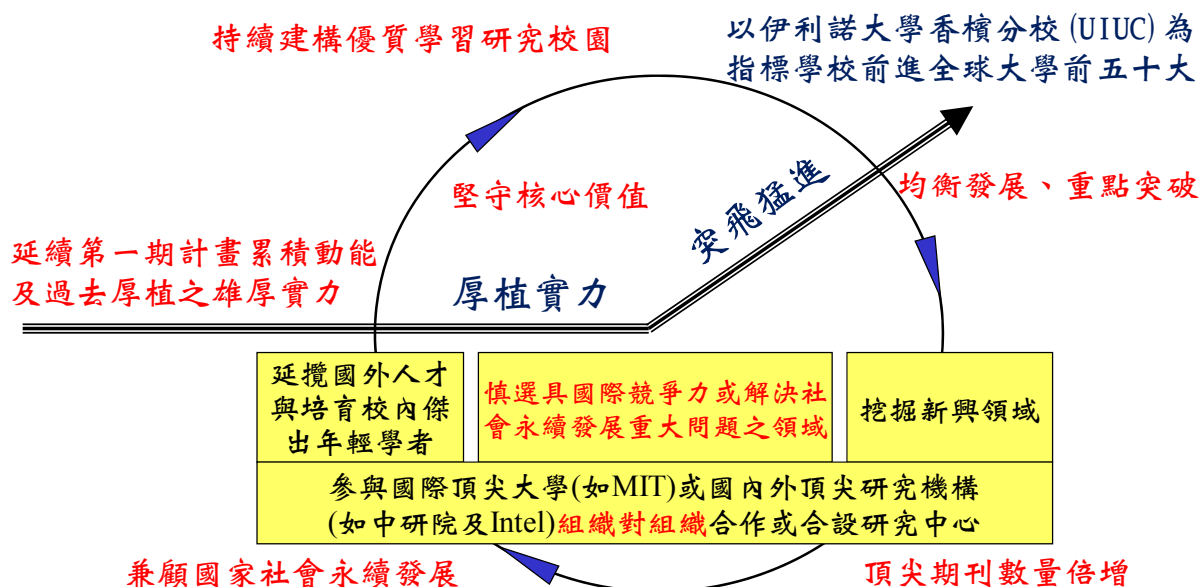 持續建構優質學習研究校園
以伊利諾大學香檳分校(UIUC)為
指標學校前進全球大學前五十大
堅守核心價值
突飛猛進
均衡發展、重點突破
延續第一期計畫累積動能
及過去厚植之雄厚實力
厚植實力
延攬國外人才
與培育校內傑
出年輕學者
慎選具國際競爭力或解決社
會永續發展重大問題之領域
挖掘新興領域
參與國際頂尖大學(如MIT)或國內外頂尖研究機構
(如中研院及Intel)組織對組織合作或合設研究中心
兼顧國家社會永續發展
頂尖期刊數量倍增